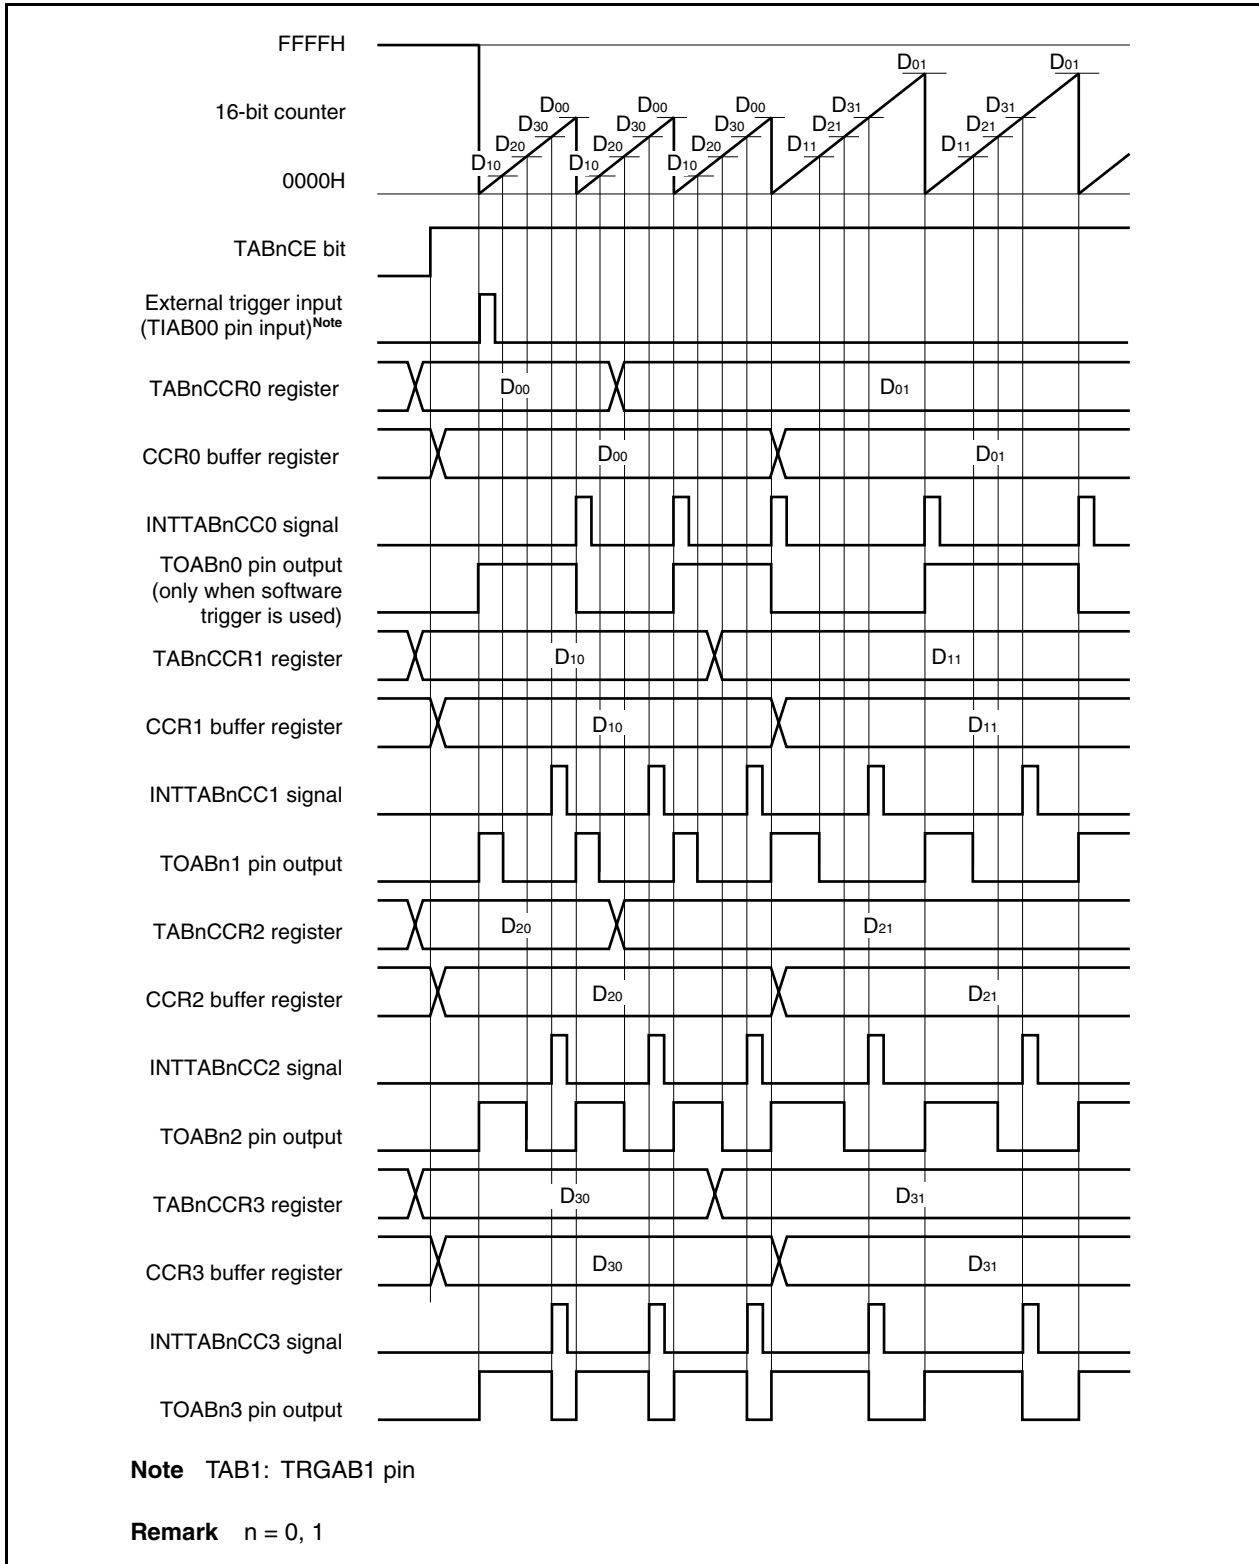 FFFFH
D01 D01
16-bit counter
D00 D00 D00 D31 D31
D30 D30 D30 D21 D21
D20 D20 D20 D11 D11
D10 D10 D10
0000H
TABnCE bit
External trigger input
(TIAB00 pin input)Note
TABnCCR0 register D00 D01
CCR0 buffer register D00 D01
INTTABnCC0 signal
TOABn0 pin output
(only when software
trigger is used)
TABnCCR1 register D10 D11
CCR1 buffer register D10 D11
INTTABnCC1 signal
TOABn1 pin output
TABnCCR2 register D20 D21
CCR2 buffer register D20 D21
INTTABnCC2 signal
TOABn2 pin output
TABnCCR3 register D30 D31
CCR3 buffer register D30 D31
INTTABnCC3 signal
TOABn3 pin output
Note TAB1: TRGAB1 pin
Remark n = 0, 1